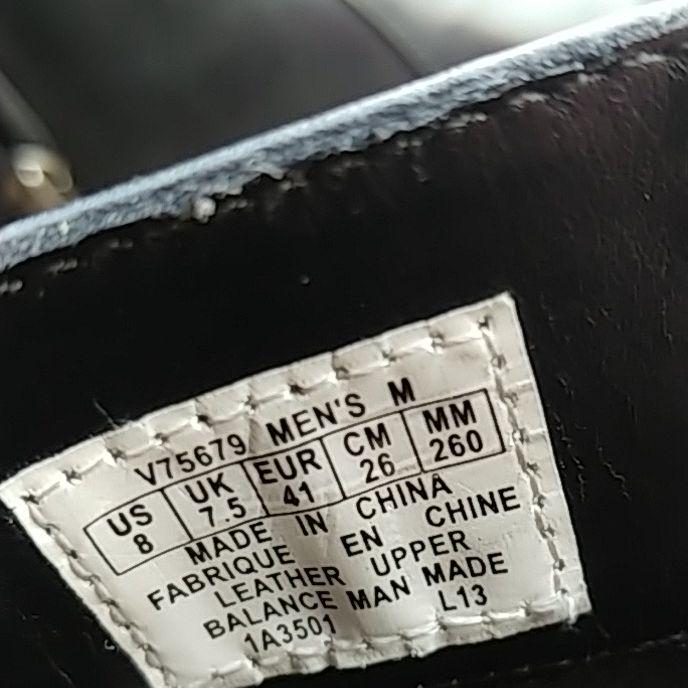 V75679 MEN'S M
US UK EUR CM MM
8 7.5 41 26 260
MADE IN CHINA
FABRIQUE EN CHINE
LEATHER UPPER
BALANCE MAN MADE
1A3501 L13